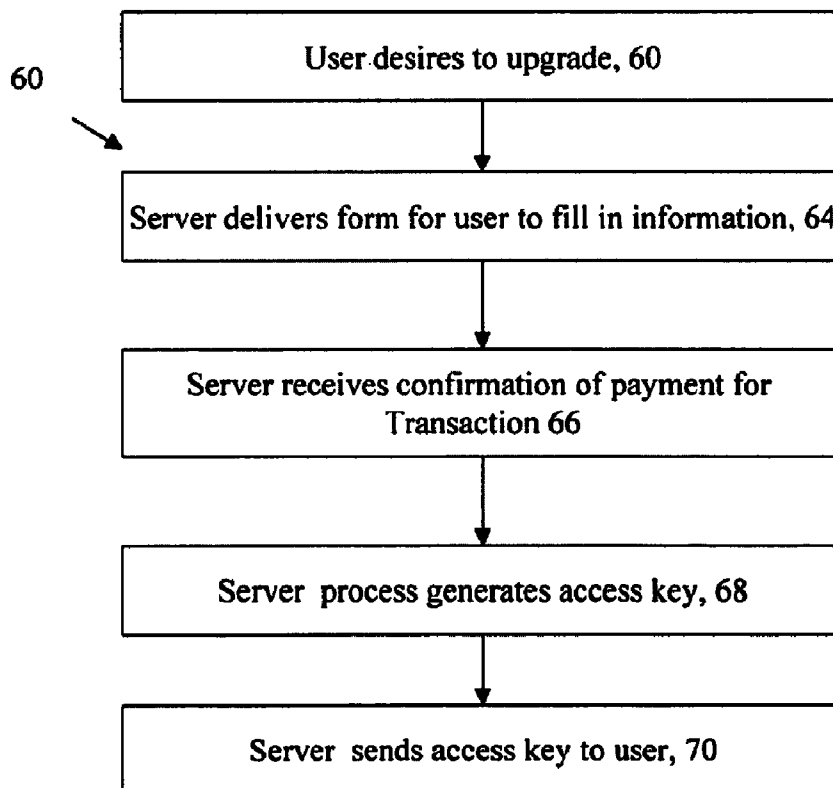 User desires to upgrade, 60
60
Server delivers form for user to fill in information, 64
Server receives confirmation of payment for
Transaction 66
Server process generates access key, 68
Server sends access key to user, 70